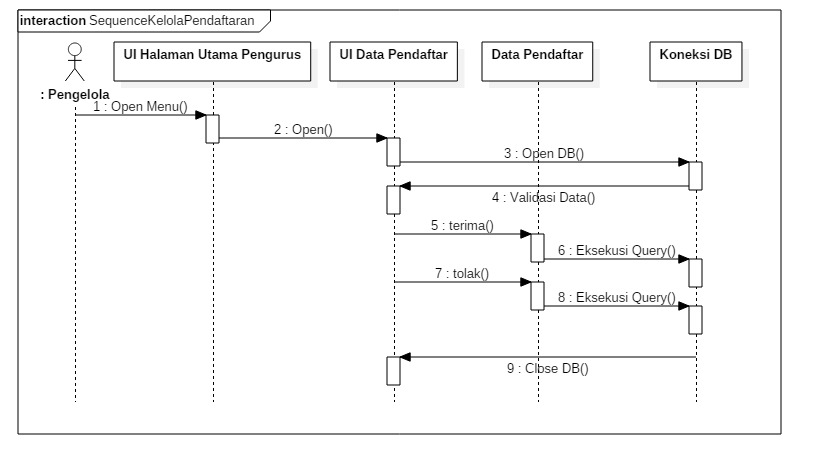 interaction SequenceKelolaPendaftaran
UI Halaman Utama Pengurus
UI Data Pendaftar
Data Pendaftar
Koneksi DB
: Pengelola
1 : Open Menu()
2 : Open()
3 : Open DB()
4 : Validasi Data()
5 : terima()
6 : Eksekusi Query()
7 : tolak()
8 : Eksekusi Query()
9 : Close DB()